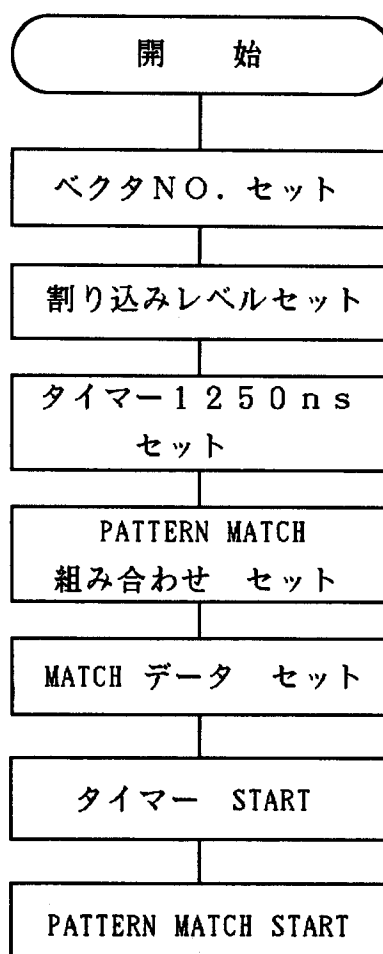 開　　始
ベクタＮＯ．セット
割り込みレベルセット
タイマー１２５０ｎｓ
セット
PATTERN MATCH
組み合わせ　セット
MATCH データ　セット
タイマー　START
PATTERN MATCH START